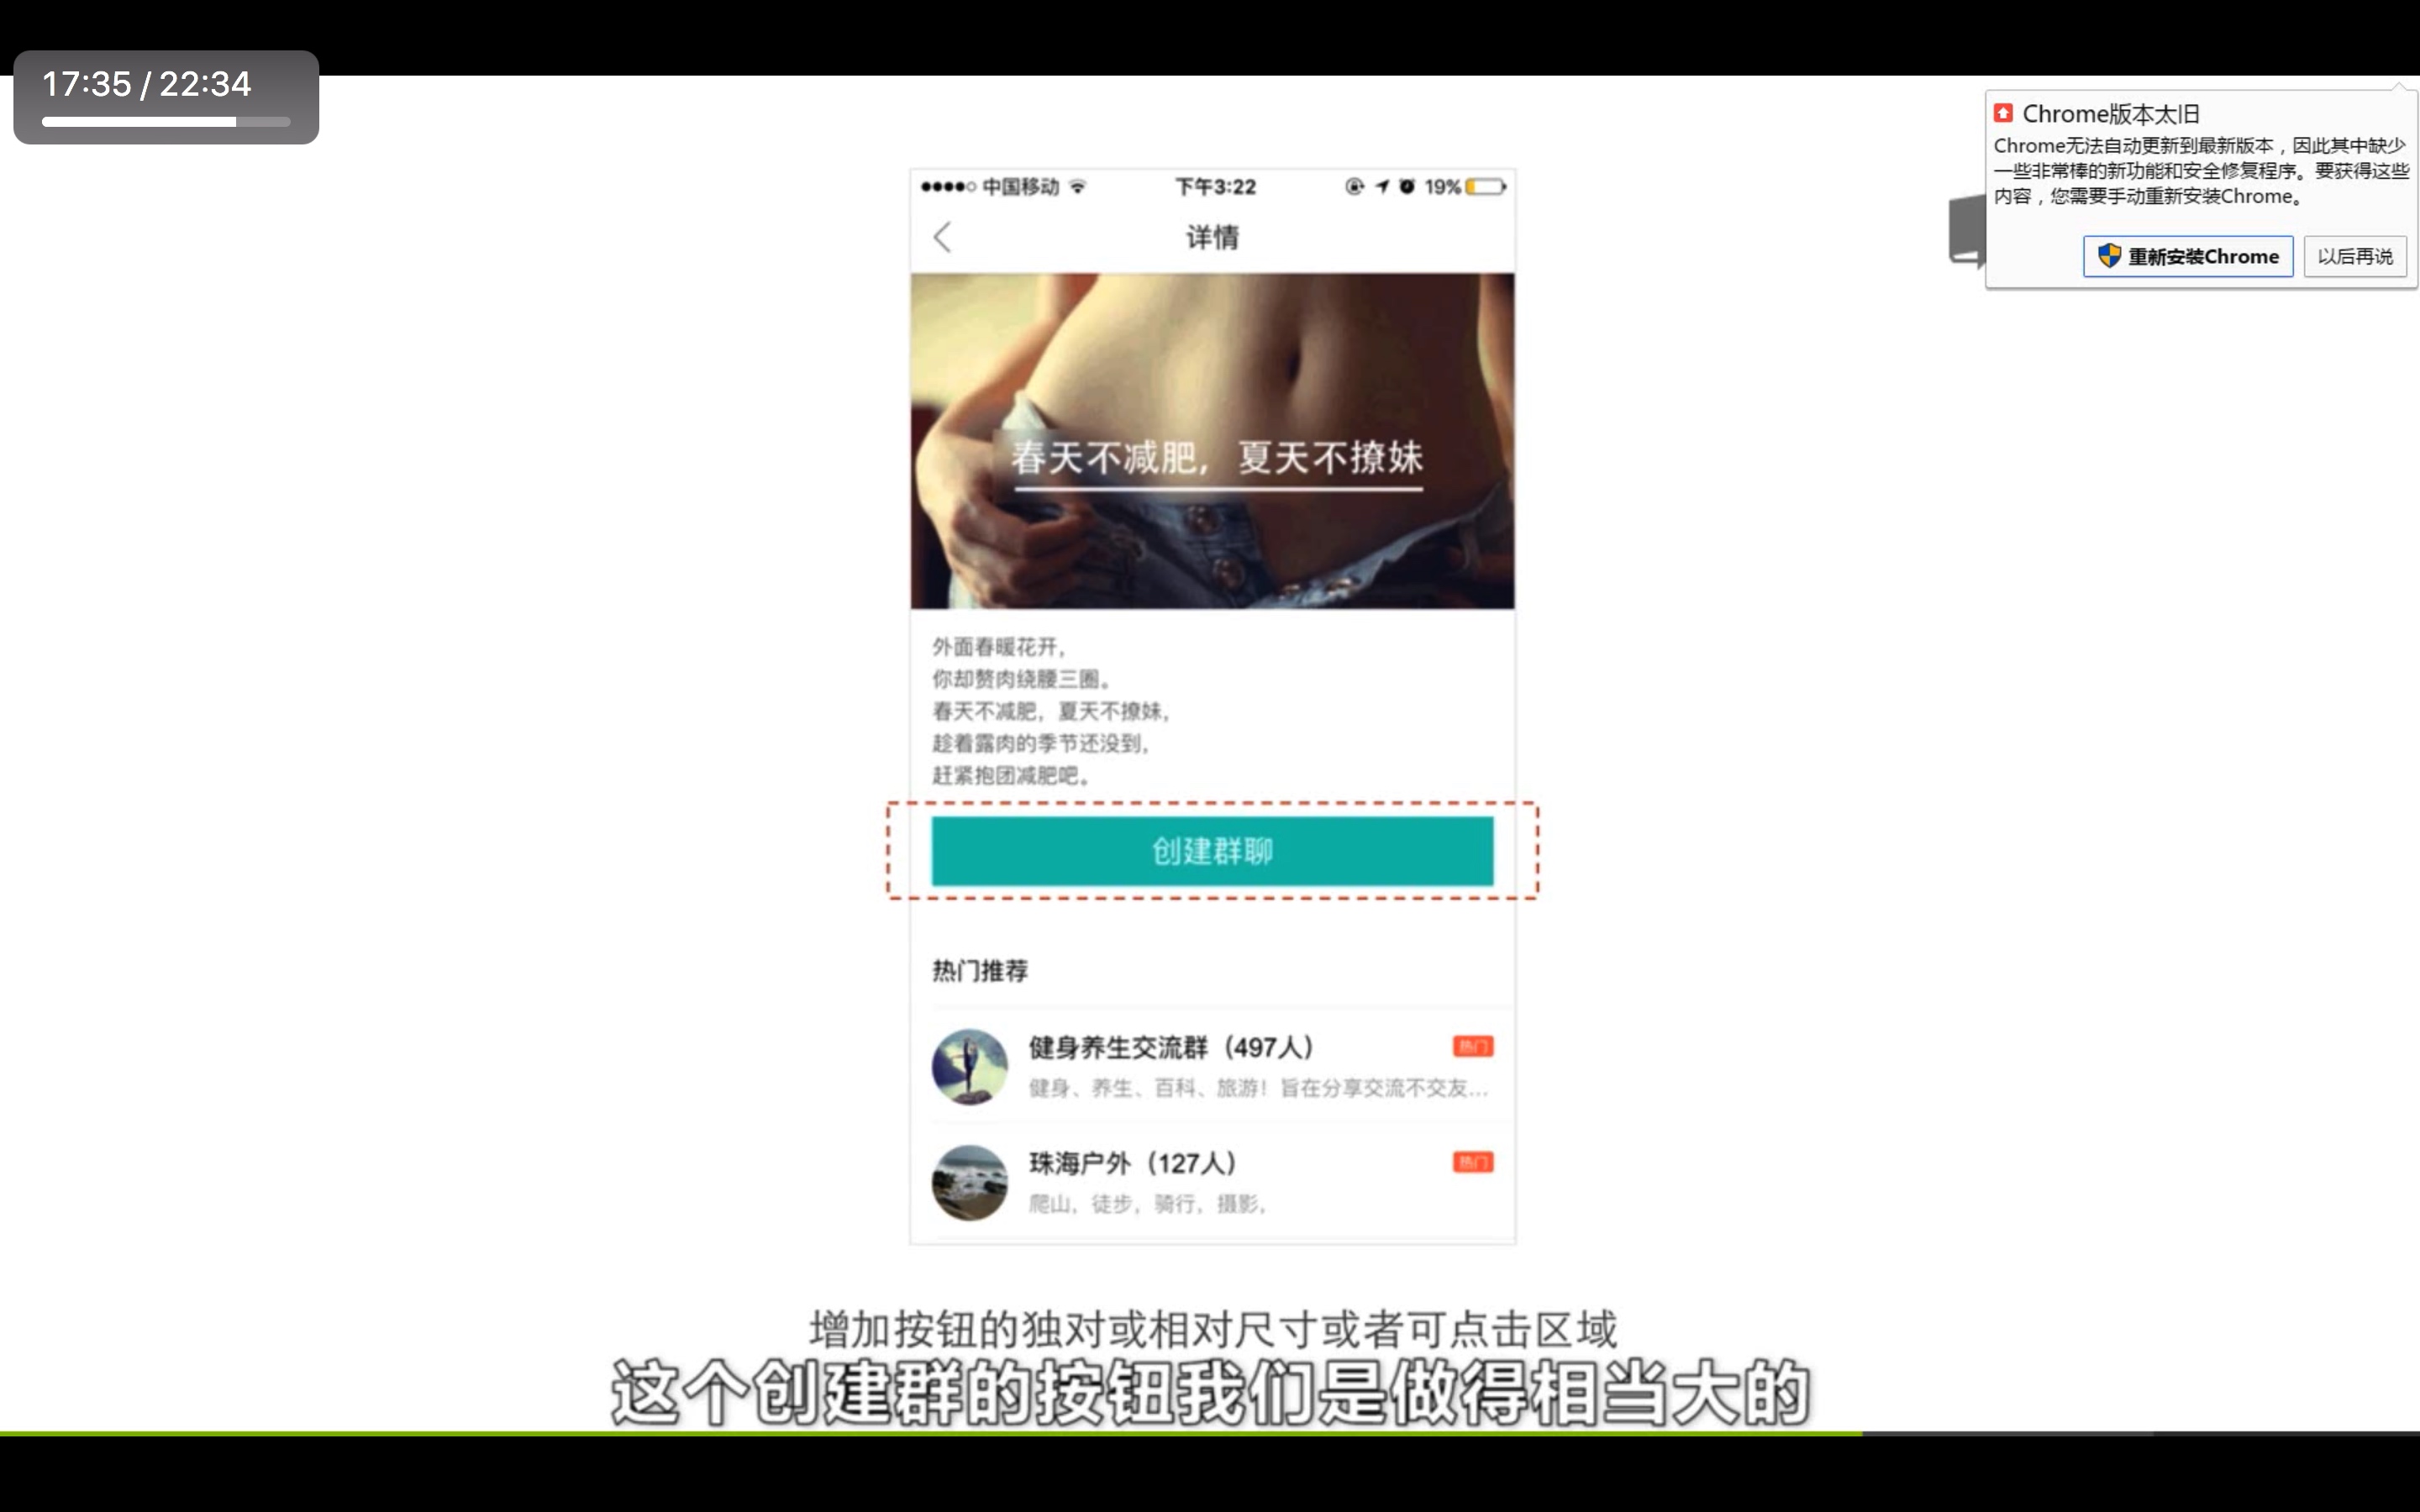 17:35 / 22:34
Chrome版本太旧
Chrome无法自动更新到最新版本，因此其中缺少
一些非常棒的新功能和安全修复程序。要获得这些
内容，您需要手动重新安装Chrome。
重新安装Chrome
以后再说
中国移动
下午3:22
19%
详情
春天不减肥，夏天不撩妹
外面春暖花开，
你却赘肉绕腰三圈。
春天不减肥，夏天不撩妹，
趁着露肉的季节还没到，
赶紧抱团减肥吧。
创建群聊
热门推荐
健身养生交流群（497人）
热门
健身、养生、百科、旅游！旨在分享交流不交友...
珠海户外（127人）
热门
爬山，徒步，骑行，摄影，
增加按钮的独对或相对尺寸或者可点击区域
这个创建群的按钮我们是做得相当大的